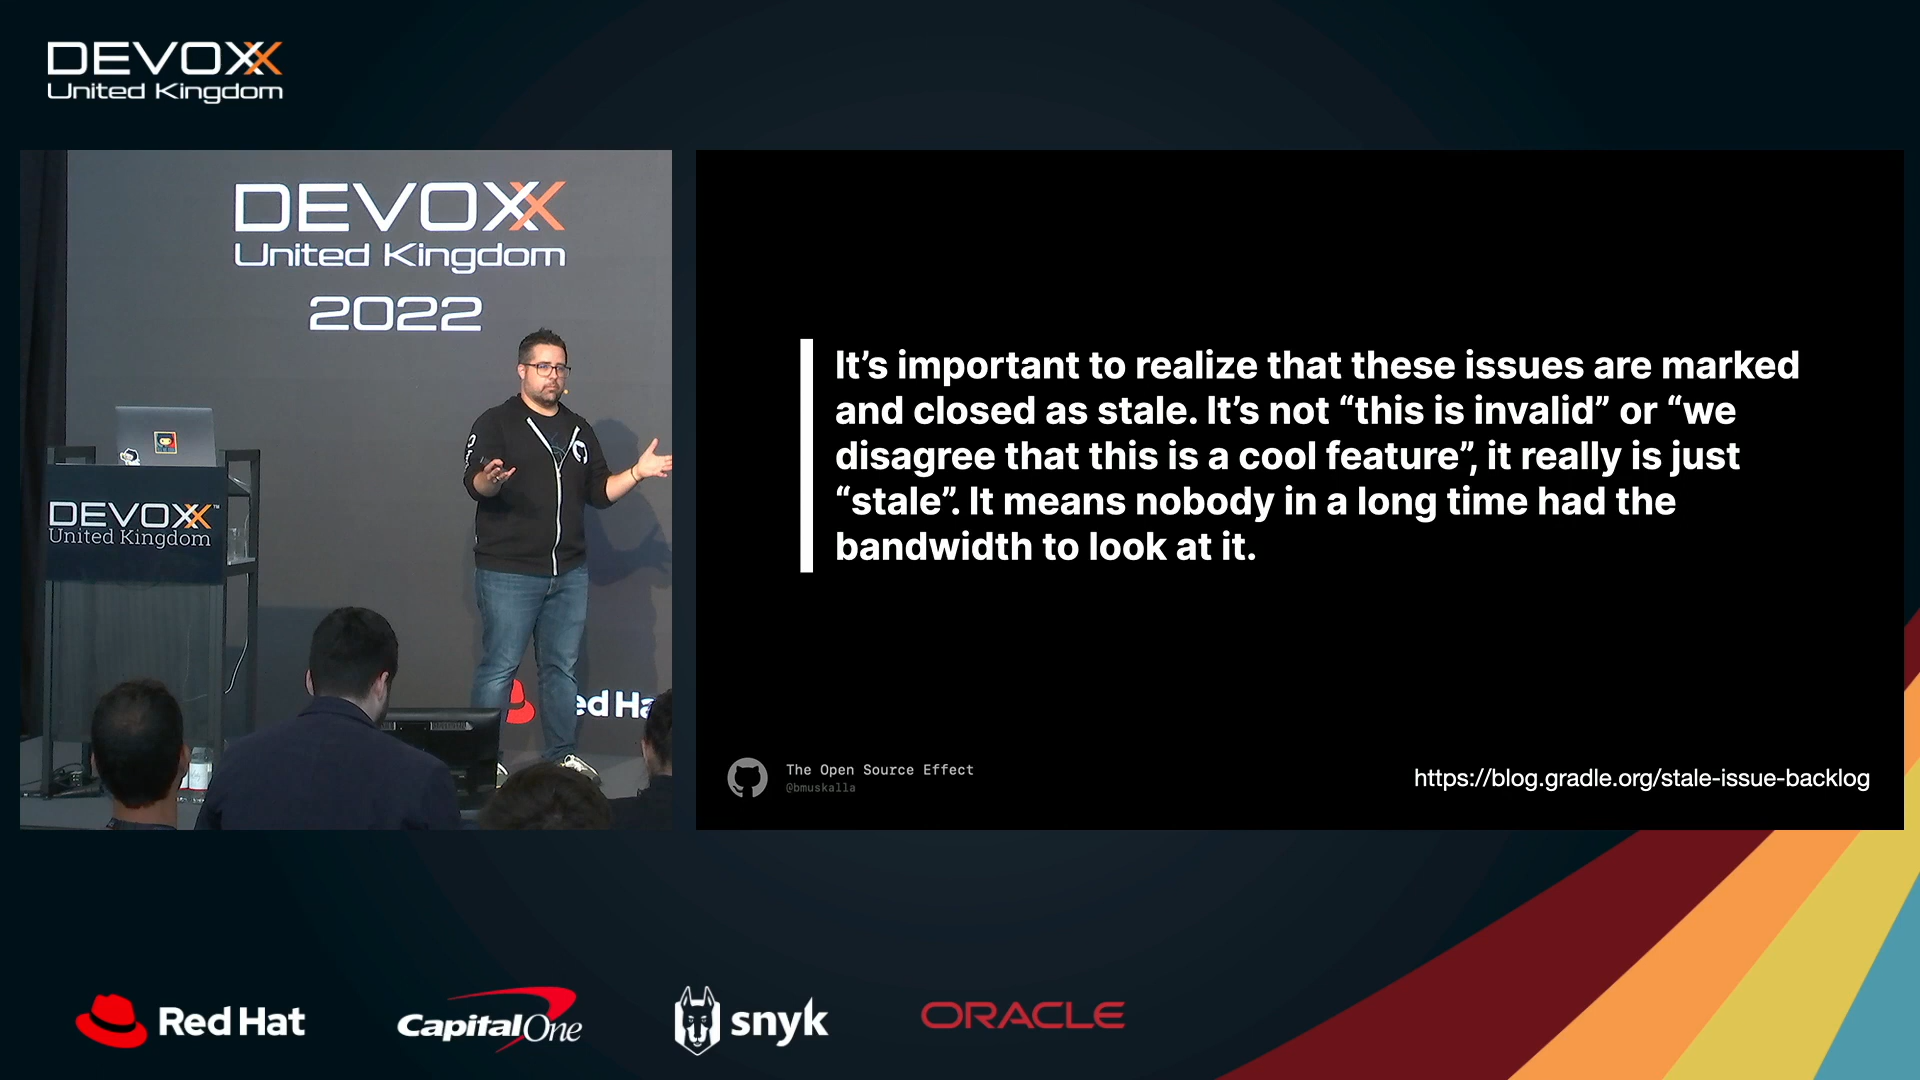 DEVOXX
United Kingdom
DEVOXX
United Kingdom
2022
DEVOXX™
United Kingdom
ed Ha
It’s important to realize that these issues are marked
and closed as stale. It’s not “this is invalid” or “we
disagree that this is a cool feature”, it really is just
“stale”. It means nobody in a long time had the
bandwidth to look at it.
The Open Source Effect
@bmuskalla
https://blog.gradle.org/stale-issue-backlog
Red Hat
CapitalOne
snyk
ORACLE